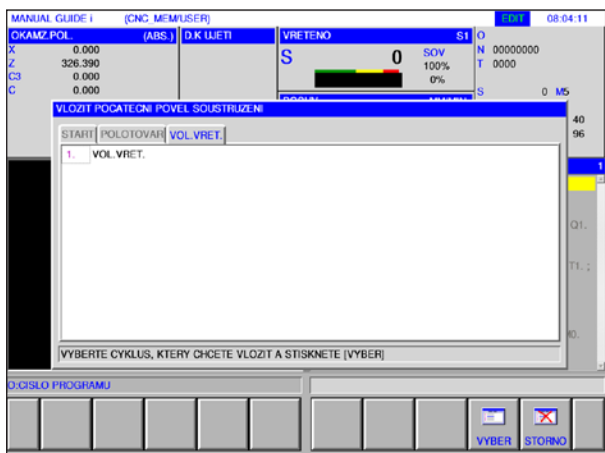 MANUAL GUIDE i (CNC_MEM/USER) EDIT 08:04:11
OKAMZ.POL. (ABS.) D.K UJETI VRETENO S1 O
X 0.000 S 0 SOV N 00000000
Z 326.390 100% T 0000
C3 0.000 0%
C 0.000 S 0 M5
VLOZIT POCATECNI POVEL SOUSTRUZENI
START POLOTOVAR VOL.VRET.
40
96
1. VOL.VRET.
1
Q1.
T1. ;
VYBERTE CYKLUS, KTERY CHCETE VLOZIT A STISKNETE [VYBER]
O:CISLO PROGRAMU
VYBER STORNO